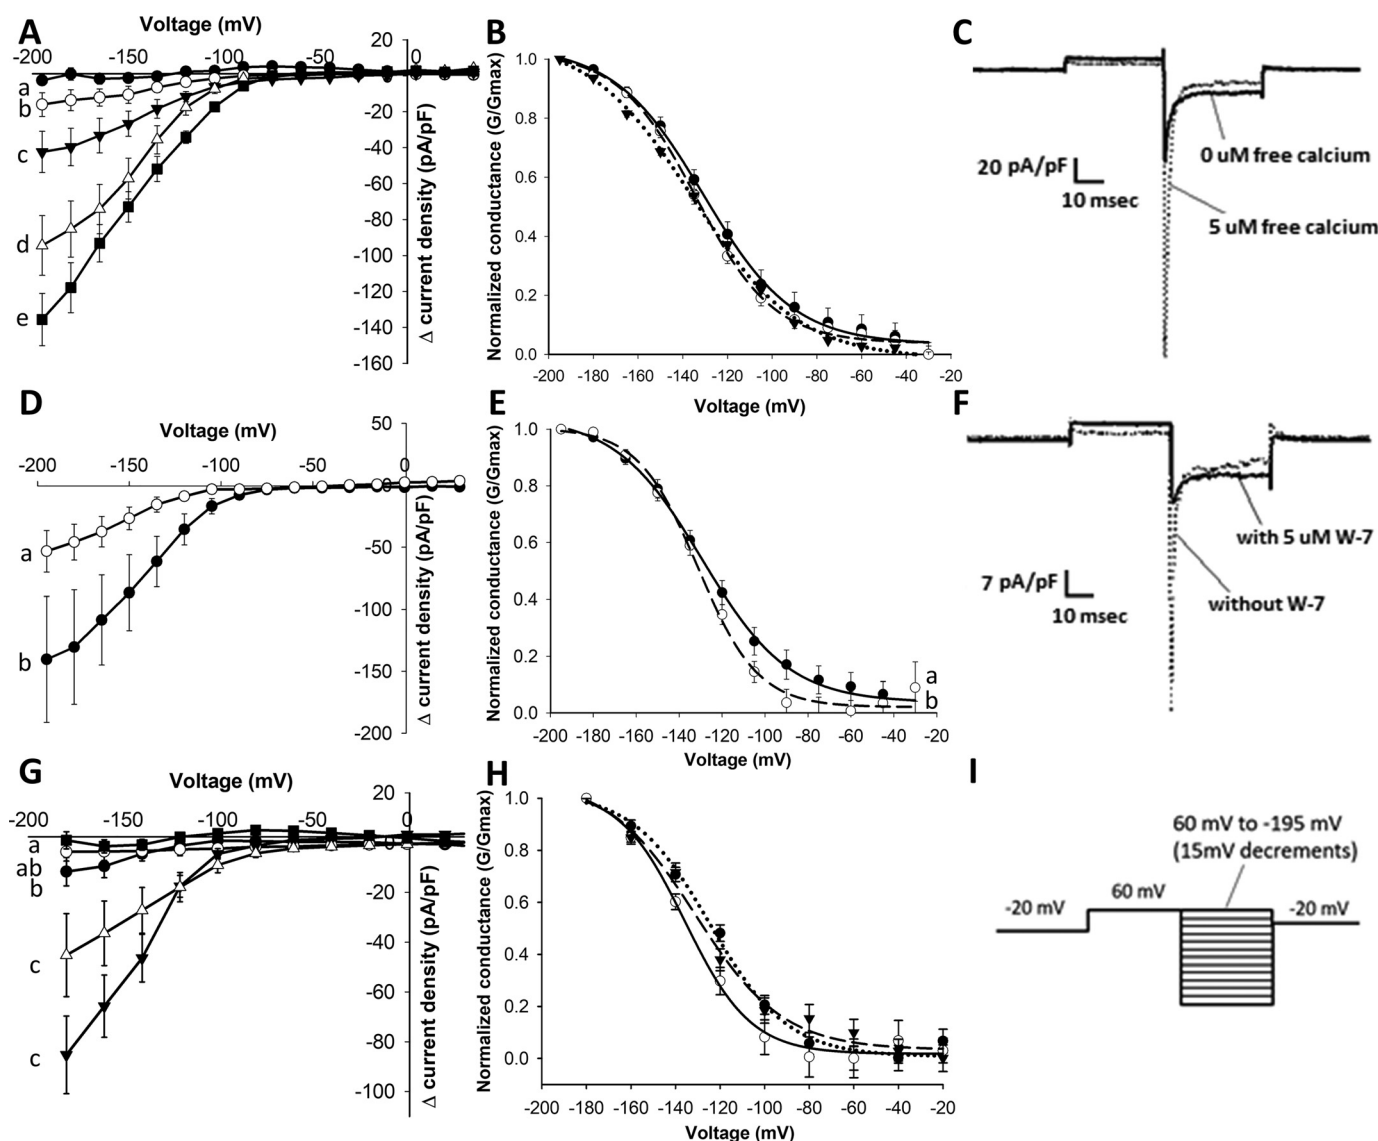 A
Voltage (mV)
-200
-150
-100
-50
0
20
-20
-40
-60
-80
-100
-120
-140
-160
Δ current density (pA/pF)
a
b
c
d
e
B
Normalized conductance (G/Gmax)
1.0
0.8
0.6
0.4
0.2
0.0
-200 -180 -160 -140 -120 -100 -80 -60 -40 -20
Voltage (mV)
C
0 uM free calcium
20 pA/pF
10 msec
5 uM free calcium
D
Voltage (mV)
-200
-150
-100
-50
0
50
-50
-100
-150
-200
Δ current density (pA/pF)
a
b
E
Normalized conductance (G/Gmax)
1.0
0.8
0.6
0.4
0.2
0.0
a
b
-200 -180 -160 -140 -120 -100 -80 -60 -40 -20
Voltage (mV)
F
with 5 uM W-7
7 pA/pF
10 msec
without W-7
G
Voltage (mV)
-200
-150
-100
-50
0
20
-20
-40
-60
-80
-100
Δ current density (pA/pF)
a
ab
b
c
c
H
Normalized conductance (G/Gmax)
1.0
0.8
0.6
0.4
0.2
0.0
-200 -180 -160 -140 -120 -100 -80 -60 -40 -20
Voltage (mV)
I
60 mV to -195 mV
(15mV decrements)
-20 mV
60 mV
-20 mV